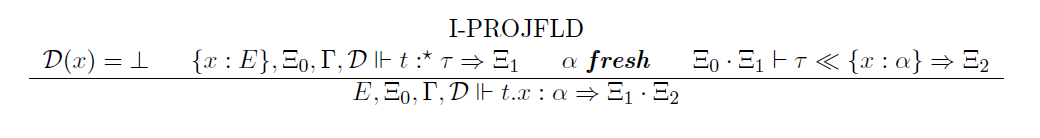 I-PROJFLD
𝒟(x) = ⊥ {x : E}, Ξ₀, Γ, 𝒟 ⊩ t :⋆ τ ⇒ Ξ₁ α fresh Ξ₀ · Ξ₁ ⊢ τ ≪ {x : α} ⇒ Ξ₂
E, Ξ₀, Γ, 𝒟 ⊩ t.x : α ⇒ Ξ₁ · Ξ₂